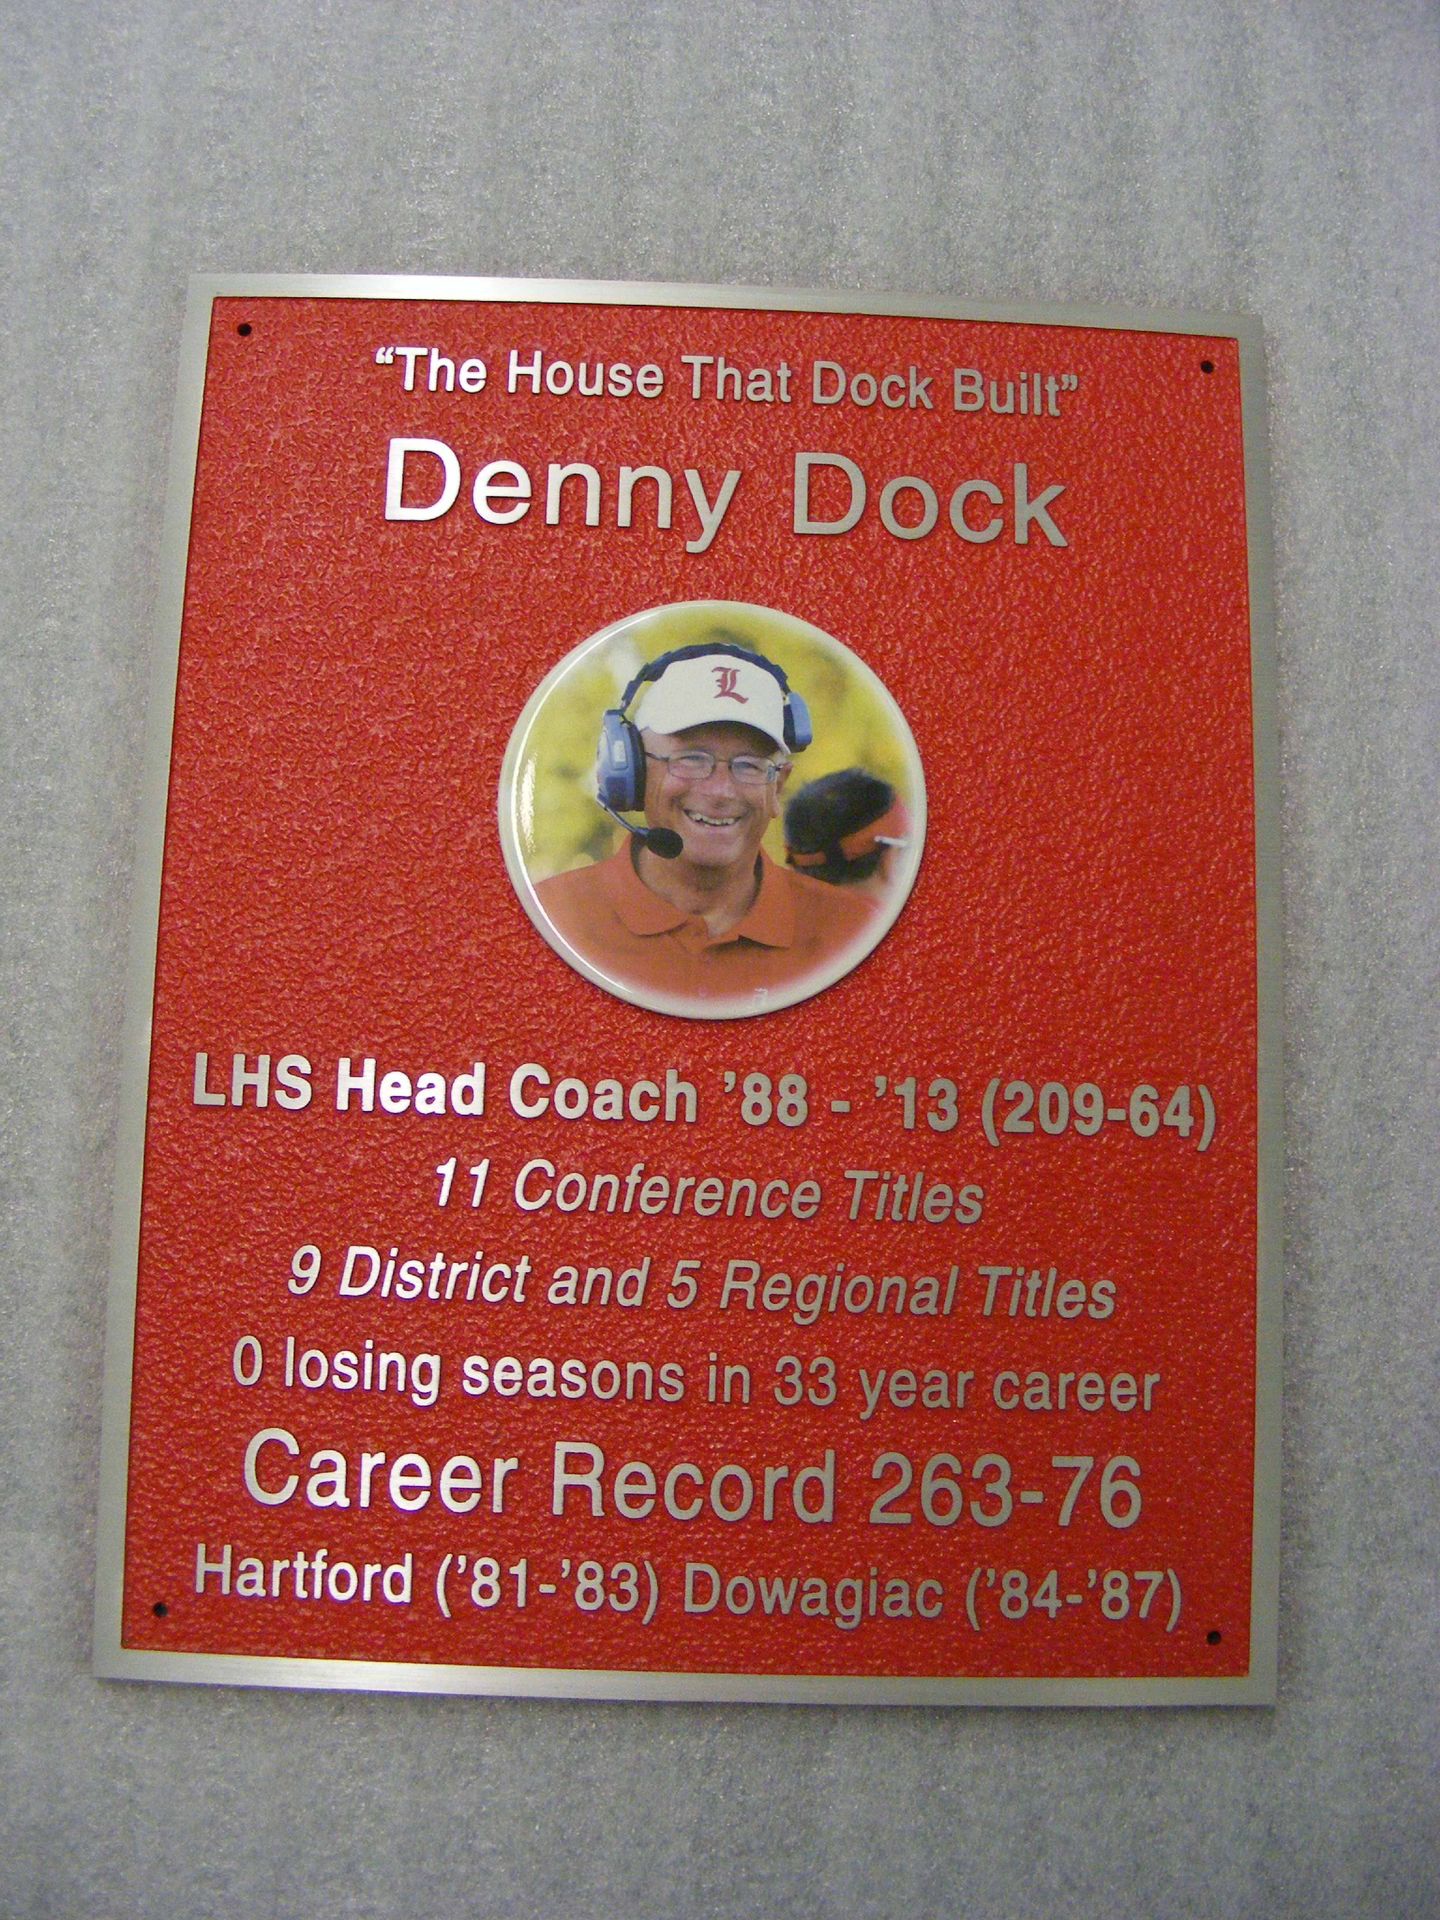 “The House That Dock Built”
Denny Dock
L
LHS Head Coach ’88 - ’13 (209-64)
11 Conference Titles
9 District and 5 Regional Titles
0 losing seasons in 33 year career
Career Record 263-76
Hartford (’81-’83) Dowagiac (’84-’87)